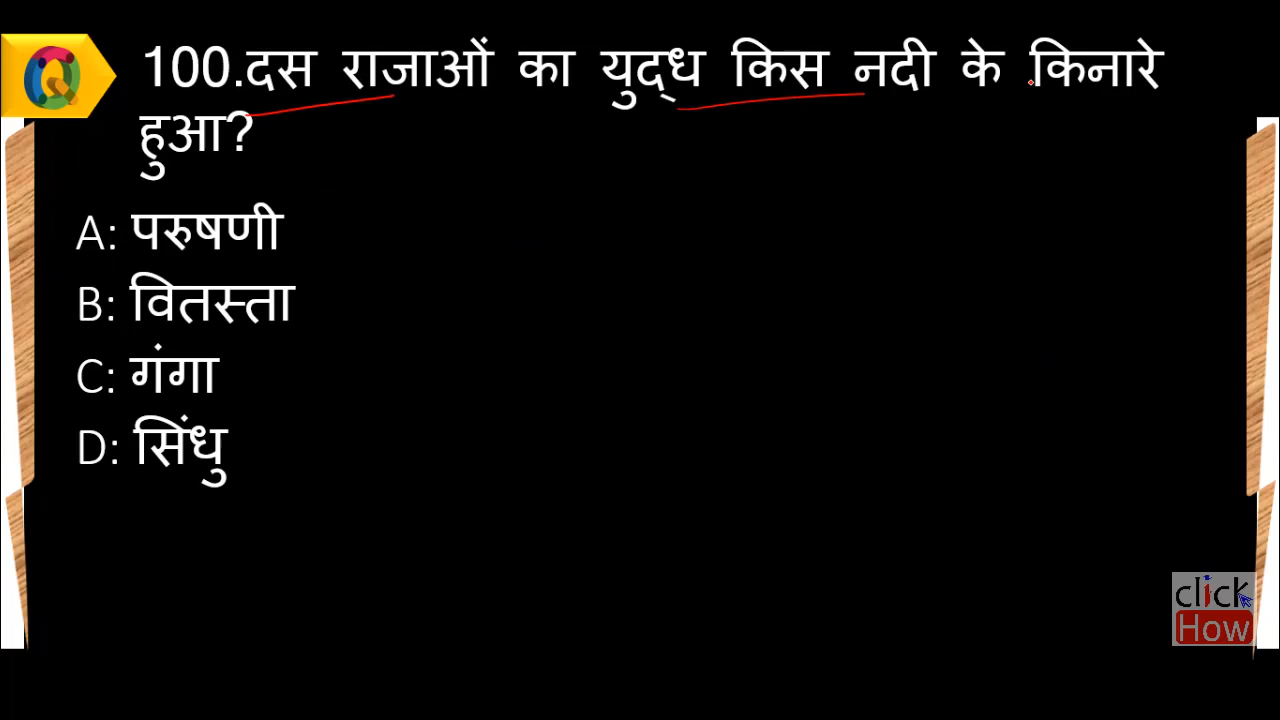 100.दस राजाओं का युद्ध किस नदी के किनारे
हुआ?
A: परुषणी
B: वितस्ता
C: गंगा
D: सिंधु
click
How